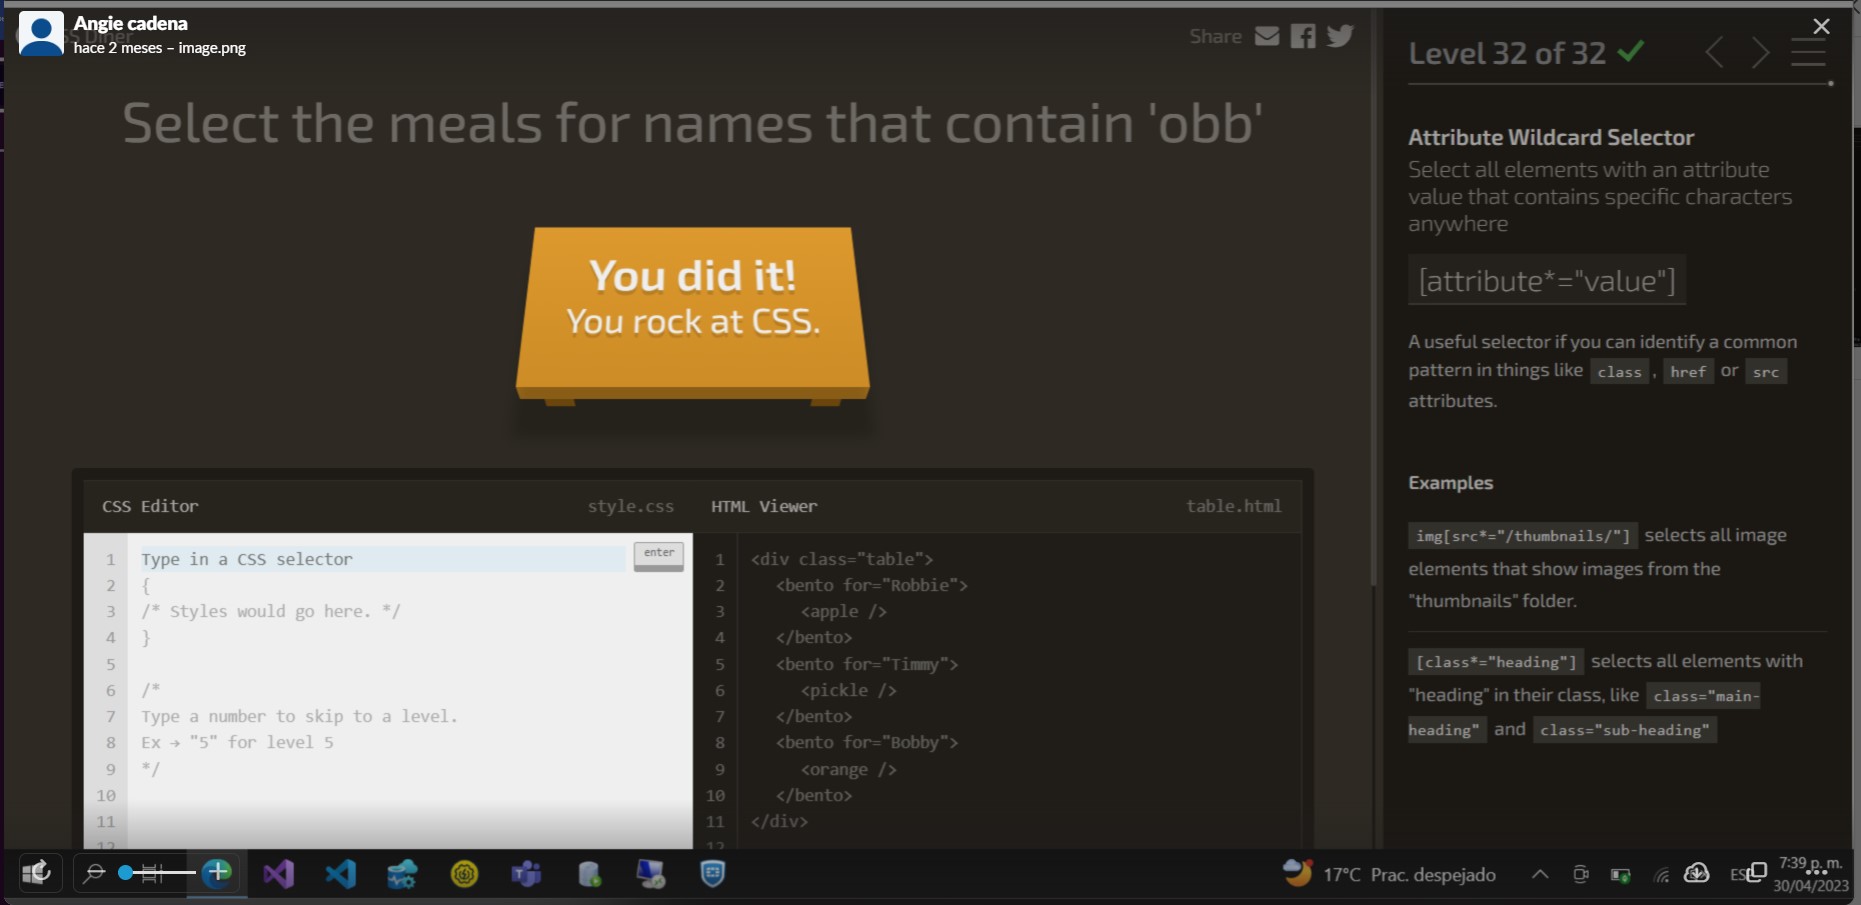 Angie cadena
hace 2 meses – image.png
Share
Select the meals for names that contain 'obb'
You did it!
You rock at CSS.
CSS Editor
style.css
1 Type in a CSS selector
enter
2 {
3 /* Styles would go here. */
4 }
5
6 /*
7 Type a number to skip to a level.
8 Ex → "5" for level 5
9 */
10
11
12
HTML Viewer
table.html
1 <div class="table">
2 <bento for="Robbie">
3 <apple />
4 </bento>
5 <bento for="Timmy">
6 <pickle />
7 </bento>
8 <bento for="Bobby">
9 <orange />
10 </bento>
11 </div>
12
Level 32 of 32
Attribute Wildcard Selector
Select all elements with an attribute
value that contains specific characters
anywhere
[attribute*="value"]
A useful selector if you can identify a common
pattern in things like class , href or src
attributes.
Examples
img[src*="/thumbnails/"] selects all image
elements that show images from the
"thumbnails" folder.
[class*="heading"] selects all elements with
"heading" in their class, like class="main-
heading" and class="sub-heading"
17°C Prac. despejado
7:39 p. m.
30/04/2023